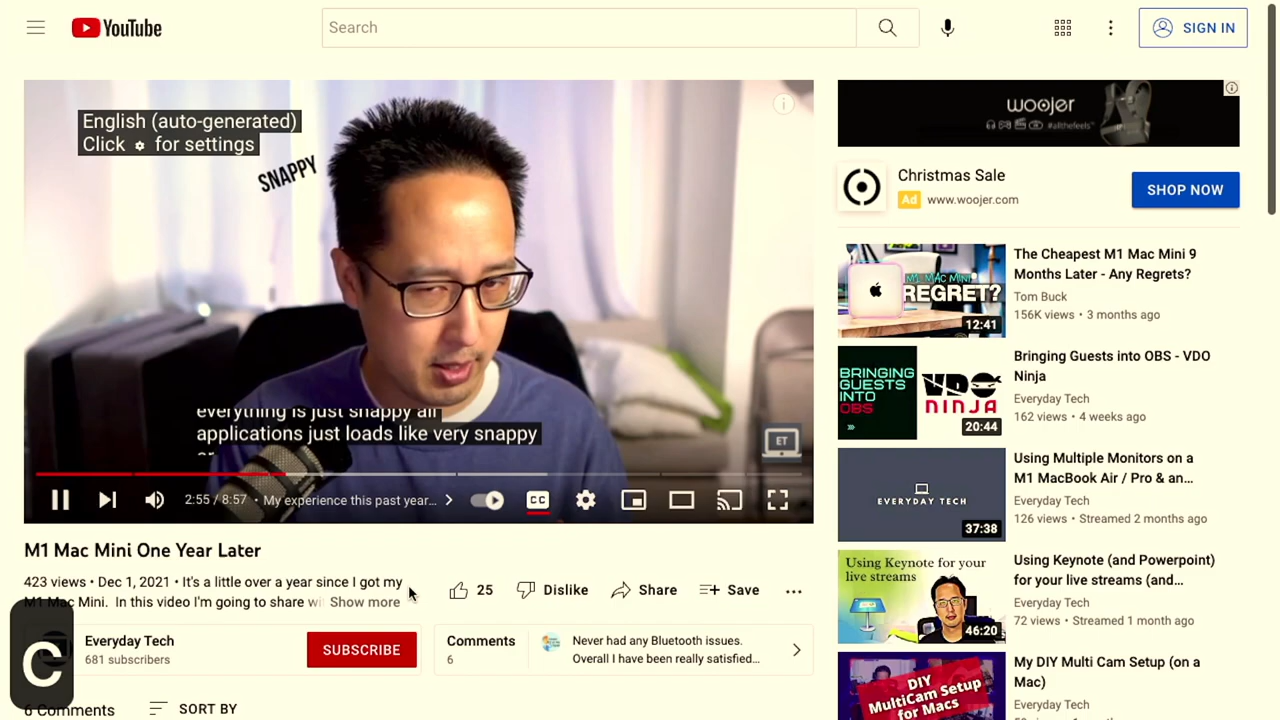 YouTube
Search
SIGN IN
English (auto-generated)
Click for settings
SNAPPY
everything is just snappy all
applications just loads like very snappy
ET
2:55 / 8:57 • My experience this past year...
CC
M1 Mac Mini One Year Later
423 views • Dec 1, 2021 • It's a little over a year since I got my
M1 Mac Mini. In this video I'm going to share Show more
25
Dislike
Share
Save
Everyday Tech
681 subscribers
SUBSCRIBE
Comments
6
Never had any Bluetooth issues.
Overall I have been really satisfied...
C
6 Comments
SORT BY
woojer
#allthefeels™
Christmas Sale
Ad www.woojer.com
SHOP NOW
M1 MAC MINI
REGRET?
12:41
The Cheapest M1 Mac Mini 9
Months Later - Any Regrets?
Tom Buck
156K views • 3 months ago
BRINGING
GUESTS
INTO
OBS
VDO
NINJA
20:44
Bringing Guests into OBS - VDO
Ninja
Everyday Tech
162 views • 4 weeks ago
EVERYDAY TECH
37:38
Using Multiple Monitors on a
M1 MacBook Air / Pro & an...
Everyday Tech
126 views • Streamed 2 months ago
Using Keynote for your
live streams
46:20
Using Keynote (and Powerpoint)
for your live streams (and...
Everyday Tech
72 views • Streamed 1 month ago
DIY
MultiCam Setup
for Macs
My DIY Multi Cam Setup (on a
Mac)
Everyday Tech